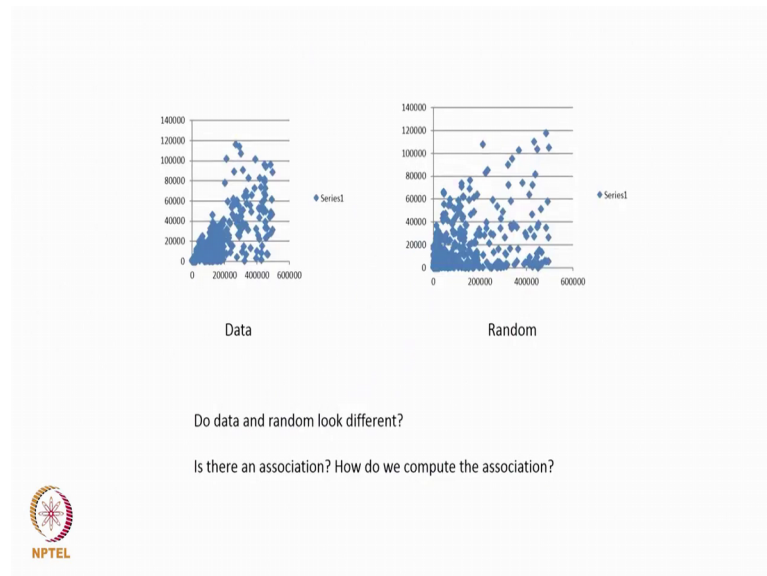 140000
120000
100000
80000
60000
40000
20000
0
0 200000 400000 600000
Series1
140000
120000
100000
80000
60000
40000
20000
0
0 200000 400000 600000
Series1
Data
Random
Do data and random look different?
Is there an association? How do we compute the association?
NPTEL